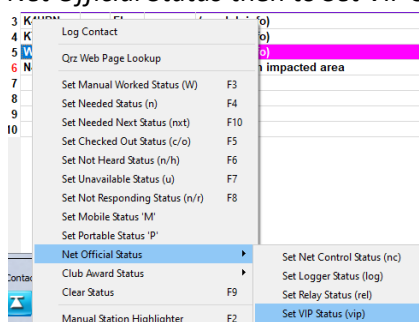 Net Official Status then to Set VIP S
3
4 K
5 W
6 N
7
8
9
10
o)
o)
o)
n impacted area
Log Contact
Qrz Web Page Lookup
Set Manual Worked Status (W) F3
Set Needed Status (n) F4
Set Needed Next Status (nxt) F10
Set Checked Out Status (c/o) F5
Set Not Heard Status (n/h) F6
Set Unavailable Status (u) F7
Set Not Responding Status (n/r) F8
Set Mobile Status 'M'
Set Portable Status 'P'
Net Official Status
Club Award Status
Clear Status F9
Manual Station Highlighter F2
Set Net Control Status (nc)
Set Logger Status (log)
Set Relay Status (rel)
Set VIP Status (vip)
Contac